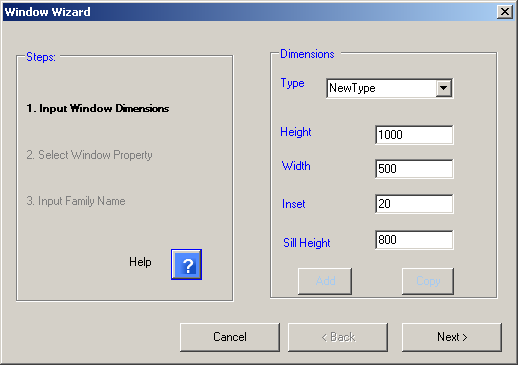 Window Wizard
Steps:
1. Input Window Dimensions
2. Select Window Property
3. Input Family Name
Help
?
Dimensions
Type NewType
Height 1000
Width 500
Inset 20
Sill Height 800
Add Copy
Cancel < Back Next >